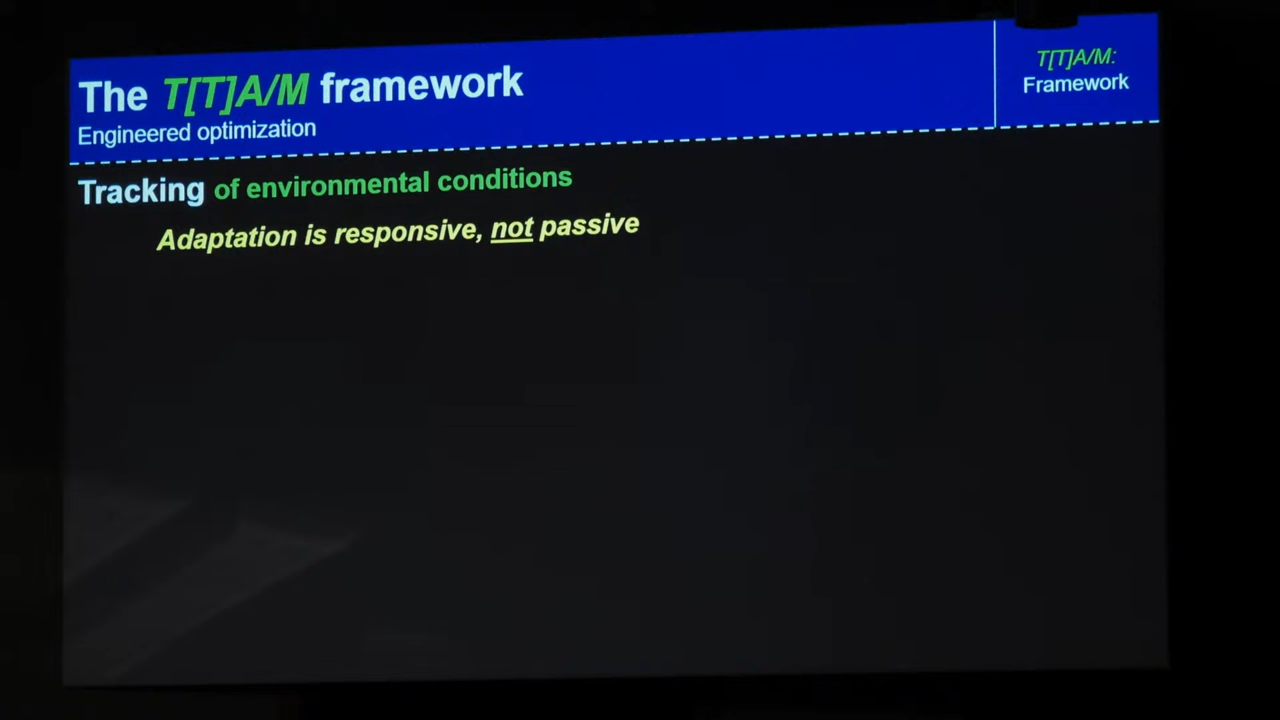 The T[T]A/M framework
Engineered optimization
T[T]A/M:
Framework
Tracking of environmental conditions
Adaptation is responsive, not passive